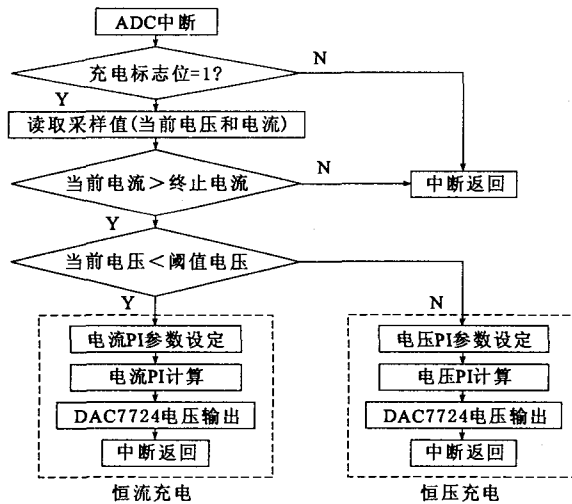 ADC中断
充电标志位=1?
N
Y
读取采样值(当前电压和电流)
当前电流>终止电流
N
中断返回
Y
当前电压<阈值电压
Y
N
电流PI参数设定
电压PI参数设定
电流PI计算
电压PI计算
DAC7724电压输出
DAC7724电压输出
中断返回
中断返回
恒流充电
恒压充电